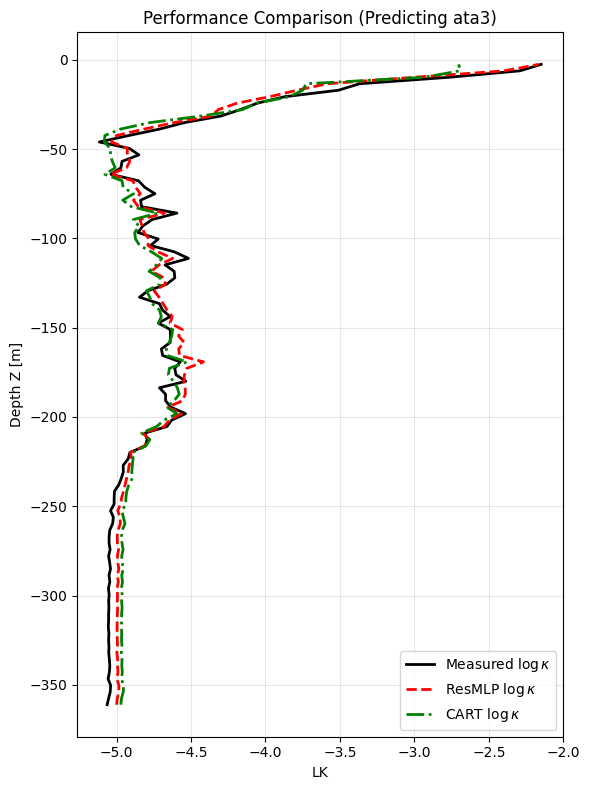 Performance Comparison (Predicting ata3)
0
−50
−100
−150
−200
−250
−300
−350
Depth Z [m]
−5.0
−4.5
−4.0
−3.5
−3.0
−2.5
−2.0
LK
Measured log κ
ResMLP log κ
CART log κ